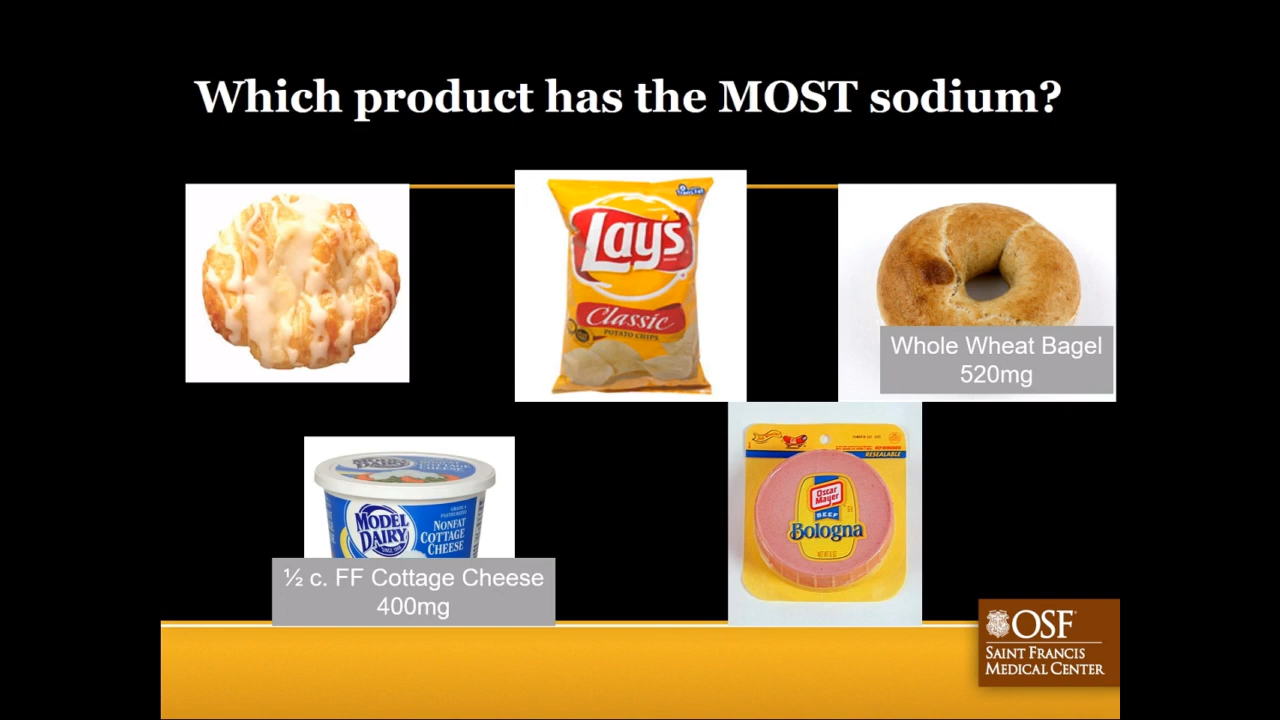 Which product has the MOST sodium?
Lay's
Classic
POTATO CHIPS
Whole Wheat Bagel
520mg
MODEL
DAIRY
NONFAT
COTTAGE
CHEESE
½ c. FF Cottage Cheese
400mg
RESEALABLE
Oscar
Mayer
BEEF
Bologna
OSF
SAINT FRANCIS
MEDICAL CENTER